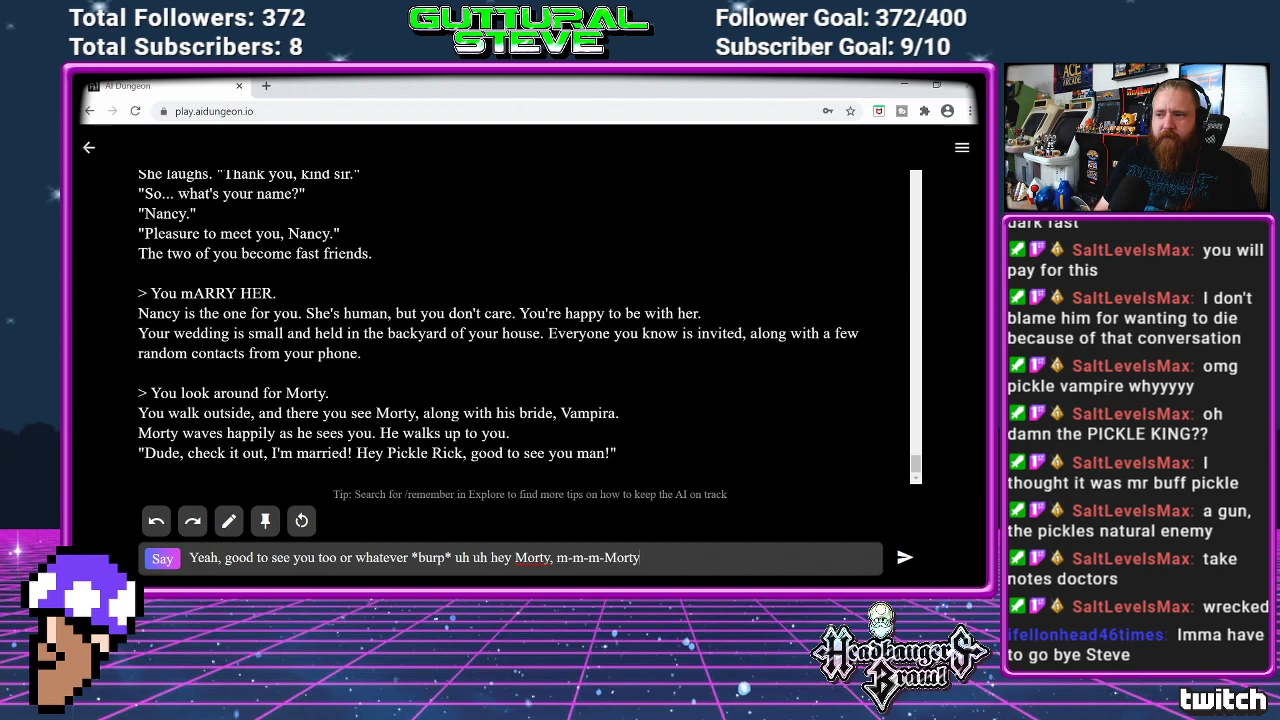 Total Followers: 372
Total Subscribers: 8
GUTTURAL
STEVE
Follower Goal: 372/400
Subscriber Goal: 9/10
AI Dungeon
play.aidungeon.io
She laughs. "Thank you, kind sir."
"So... what's your name?"
"Nancy."
"Pleasure to meet you, Nancy."
The two of you become fast friends.
> You mARRY HER.
Nancy is the one for you. She's human, but you don't care. You're happy to be with her.
Your wedding is small and held in the backyard of your house. Everyone you know is invited, along with a few
random contacts from your phone.
> You look around for Morty.
You walk outside, and there you see Morty, along with his bride, Vampira.
Morty waves happily as he sees you. He walks up to you.
"Dude, check it out, I'm married! Hey Pickle Rick, good to see you man!"
Tip: Search for /remember in Explore to find more tips on how to keep the AI on track
Say Yeah, good to see you too or whatever *burp* uh uh hey Morty, m-m-m-Morty
ACE
ARCADE
dark fast
SaltLevelsMax: you will
pay for this
SaltLevelsMax: I don't
blame him for wanting to die
because of that conversation
SaltLevelsMax: omg
pickle vampire whyyyyy
SaltLevelsMax: oh
damn the PICKLE KING??
SaltLevelsMax: I
thought it was mr buff pickle
SaltLevelsMax: a gun,
the pickles natural enemy
SaltLevelsMax: take
notes doctors
SaltLevelsMax: wrecked
ifellonhead46times: Imma have
to go bye Steve
Headbangers
Brawl
twitch